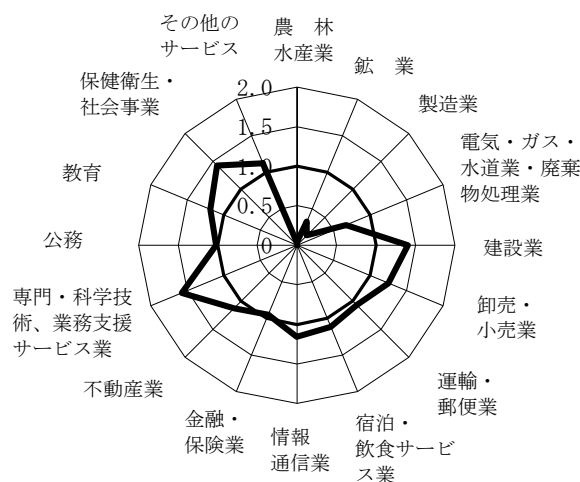 その他の
サービス
農　林
水産業
鉱　業
製造業
電気・ガス・
水道業・廃棄
物処理業
建設業
卸売・
小売業
運輸・
郵便業
宿泊・
飲食サービ
ス業
情報
通信業
金融・
保険業
不動産業
専門・科学技
術、業務支援
サービス業
公務
教育
保健衛生・
社会事業
2.0
1.5
1.0
0.5
0